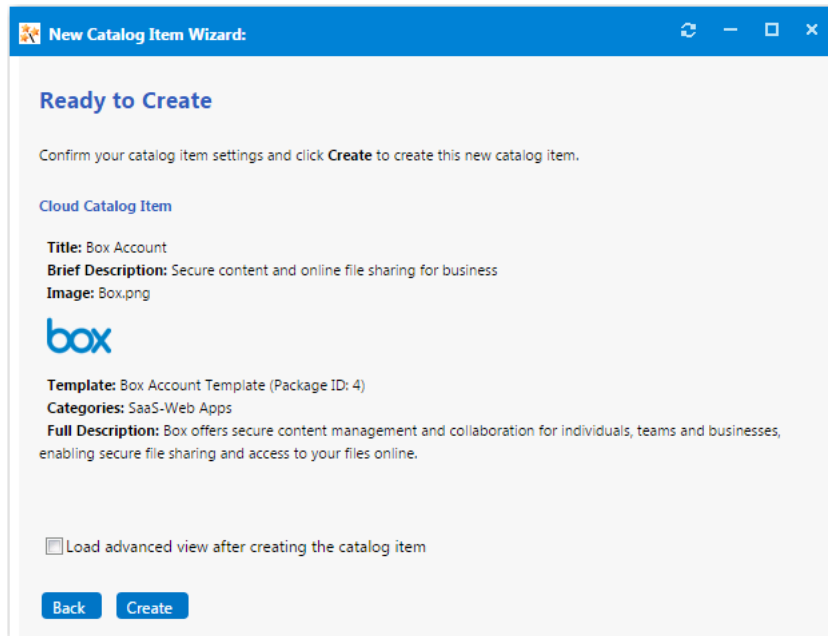 New Catalog Item Wizard:
Ready to Create
Confirm your catalog item settings and click Create to create this new catalog item.
Cloud Catalog Item
Title: Box Account
Brief Description: Secure content and online file sharing for business
Image: Box.png
box
Template: Box Account Template (Package ID: 4)
Categories: SaaS-Web Apps
Full Description: Box offers secure content management and collaboration for individuals, teams and businesses,
enabling secure file sharing and access to your files online.
Load advanced view after creating the catalog item
Back Create